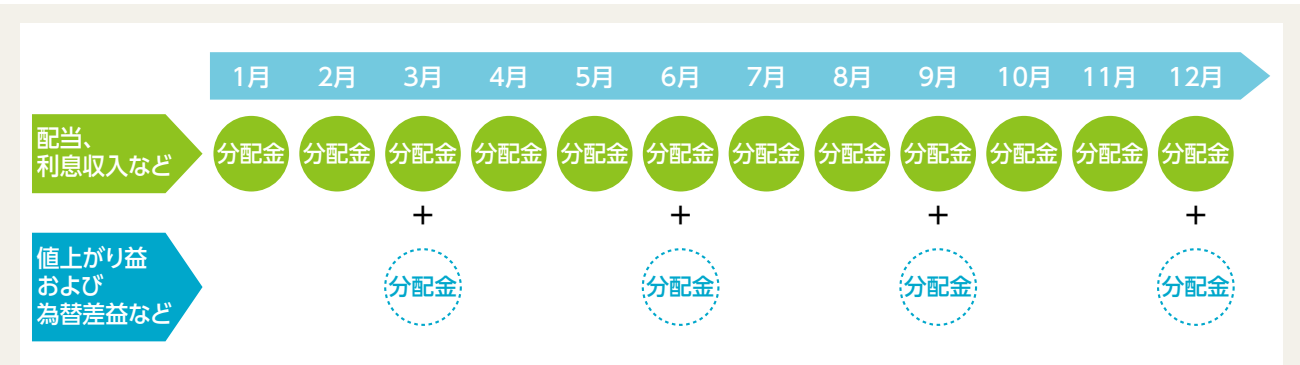 1月 2月 3月 4月 5月 6月 7月 8月 9月 10月 11月 12月
配当、
利息収入など
分配金 分配金 分配金 分配金 分配金 分配金 分配金 分配金 分配金 分配金 分配金 分配金
+ + + +
値上がり益
および
為替差益など
分配金 分配金 分配金 分配金